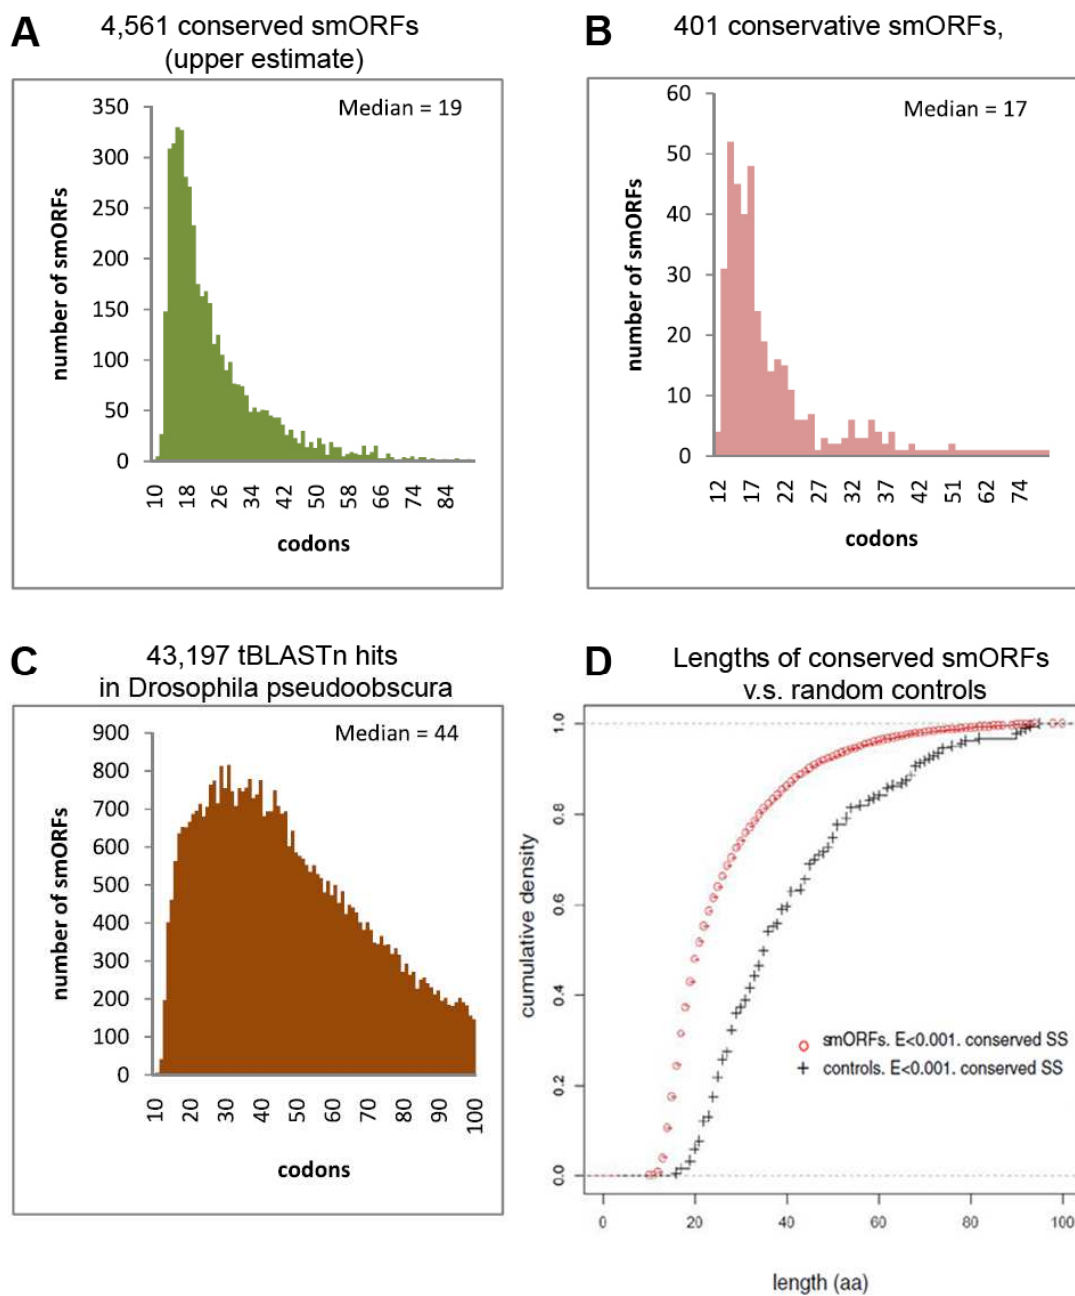 A
4,561 conserved smORFs
(upper estimate)
Median = 19
number of smORFs
350
300
250
200
150
100
50
0
10 18 26 34 42 50 58 66 74 84
codons
B
401 conservative smORFs,
Median = 17
number of smORFs
60
50
40
30
20
10
0
12 17 22 27 32 37 42 51 62 74
codons
C
43,197 tBLASTn hits
in Drosophila pseudoobscura
Median = 44
number of smORFs
900
800
700
600
500
400
300
200
100
0
10 20 30 40 50 60 70 80 90 100
codons
D
Lengths of conserved smORFs
v.s. random controls
cumulative density
1.0
0.8
0.6
0.4
0.2
0.0
smORFs. E<0.001. conserved SS
controls. E<0.001. conserved SS
0 20 40 60 80 100
length (aa)